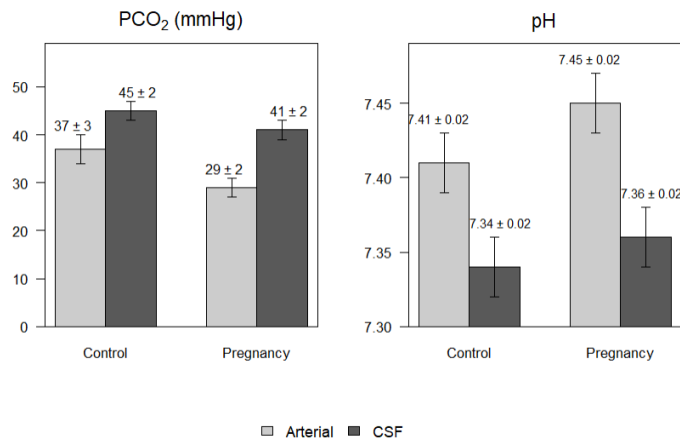 PCO₂ (mmHg)
50
40
30
20
10
0
37 ± 3
45 ± 2
29 ± 2
41 ± 2
Control
Pregnancy
pH
7.45
7.40
7.35
7.30
7.41 ± 0.02
7.34 ± 0.02
7.45 ± 0.02
7.36 ± 0.02
Control
Pregnancy
Arterial
CSF